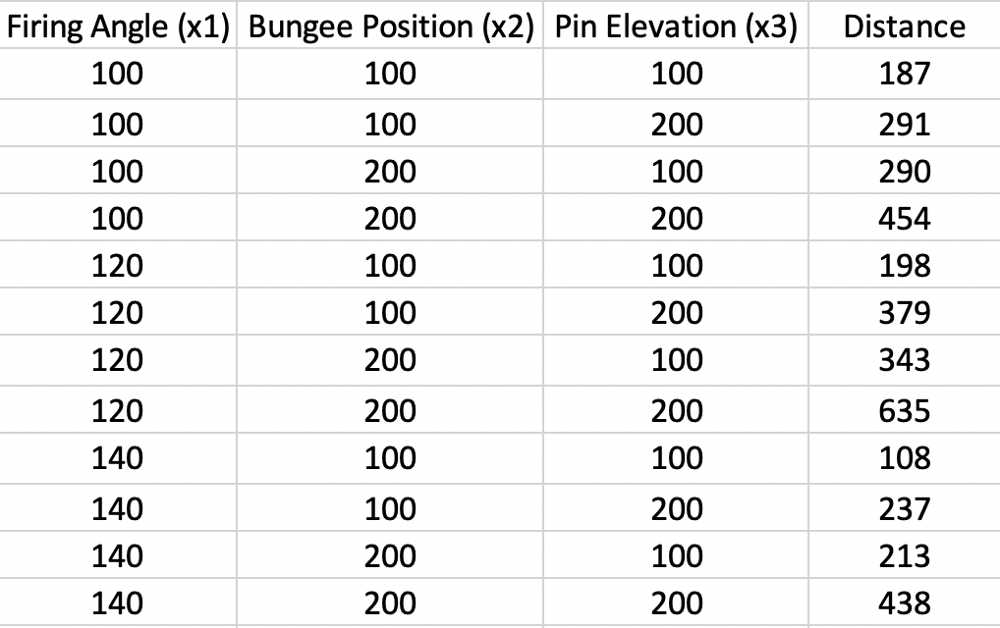 Firing Angle (x1) Bungee Position (x2) Pin Elevation (x3) Distance
100 100 100 187
100 100 200 291
100 200 100 290
100 200 200 454
120 100 100 198
120 100 200 379
120 200 100 343
120 200 200 635
140 100 100 108
140 100 200 237
140 200 100 213
140 200 200 438